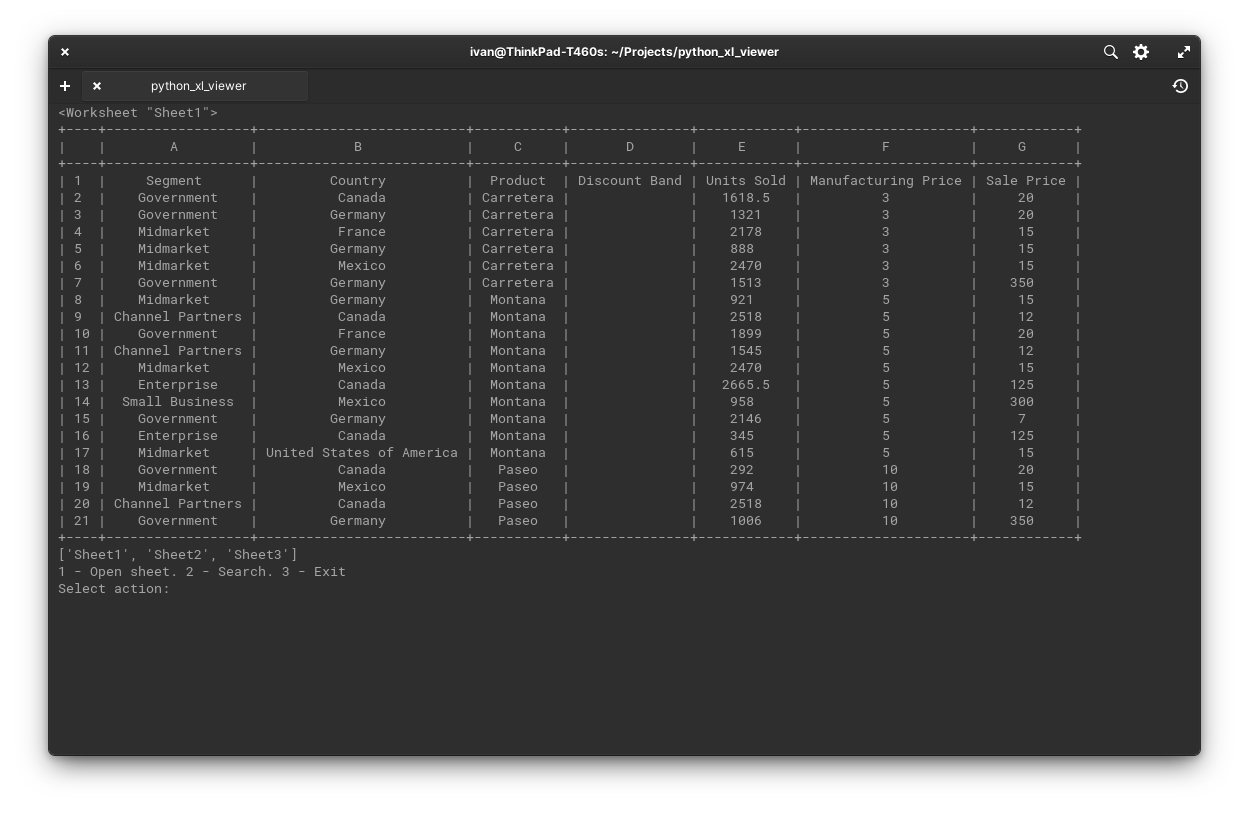 ivan@ThinkPad-T460s: ~/Projects/python_xl_viewer
python_xl_viewer
<Worksheet "Sheet1">
+----+------------------+--------------------------+-----------+---------------+------------+---------------------+------------+
|    |        A         |            B             |     C     |       D       |     E      |          F          |     G      |
+----+------------------+--------------------------+-----------+---------------+------------+---------------------+------------+
| 1  |     Segment      |         Country          |  Product  | Discount Band | Units Sold | Manufacturing Price | Sale Price |
| 2  |    Government    |          Canada          | Carretera |               |   1618.5   |          3          |     20     |
| 3  |    Government    |         Germany          | Carretera |               |    1321    |          3          |     20     |
| 4  |    Midmarket     |          France          | Carretera |               |    2178    |          3          |     15     |
| 5  |    Midmarket     |         Germany          | Carretera |               |    888     |          3          |     15     |
| 6  |    Midmarket     |          Mexico          | Carretera |               |    2470    |          3          |     15     |
| 7  |    Government    |         Germany          | Carretera |               |    1513    |          3          |    350     |
| 8  |    Midmarket     |         Germany          |  Montana  |               |    921     |          5          |     15     |
| 9  | Channel Partners |          Canada          |  Montana  |               |    2518    |          5          |     12     |
| 10 |    Government    |          France          |  Montana  |               |    1899    |          5          |     20     |
| 11 | Channel Partners |         Germany          |  Montana  |               |    1545    |          5          |     12     |
| 12 |    Midmarket     |          Mexico          |  Montana  |               |    2470    |          5          |     15     |
| 13 |    Enterprise    |          Canada          |  Montana  |               |   2665.5   |          5          |    125     |
| 14 |  Small Business  |          Mexico          |  Montana  |               |    958     |          5          |    300     |
| 15 |    Government    |         Germany          |  Montana  |               |    2146    |          5          |     7      |
| 16 |    Enterprise    |          Canada          |  Montana  |               |    345     |          5          |    125     |
| 17 |    Midmarket     | United States of America |  Montana  |               |    615     |          5          |     15     |
| 18 |    Government    |          Canada          |   Paseo   |               |    292     |         10          |     20     |
| 19 |    Midmarket     |          Mexico          |   Paseo   |               |    974     |         10          |     15     |
| 20 | Channel Partners |          Canada          |   Paseo   |               |    2518    |         10          |     12     |
| 21 |    Government    |         Germany          |   Paseo   |               |    1006    |         10          |    350     |
+----+------------------+--------------------------+-----------+---------------+------------+---------------------+------------+
['Sheet1', 'Sheet2', 'Sheet3']
1 - Open sheet. 2 - Search. 3 - Exit
Select action: